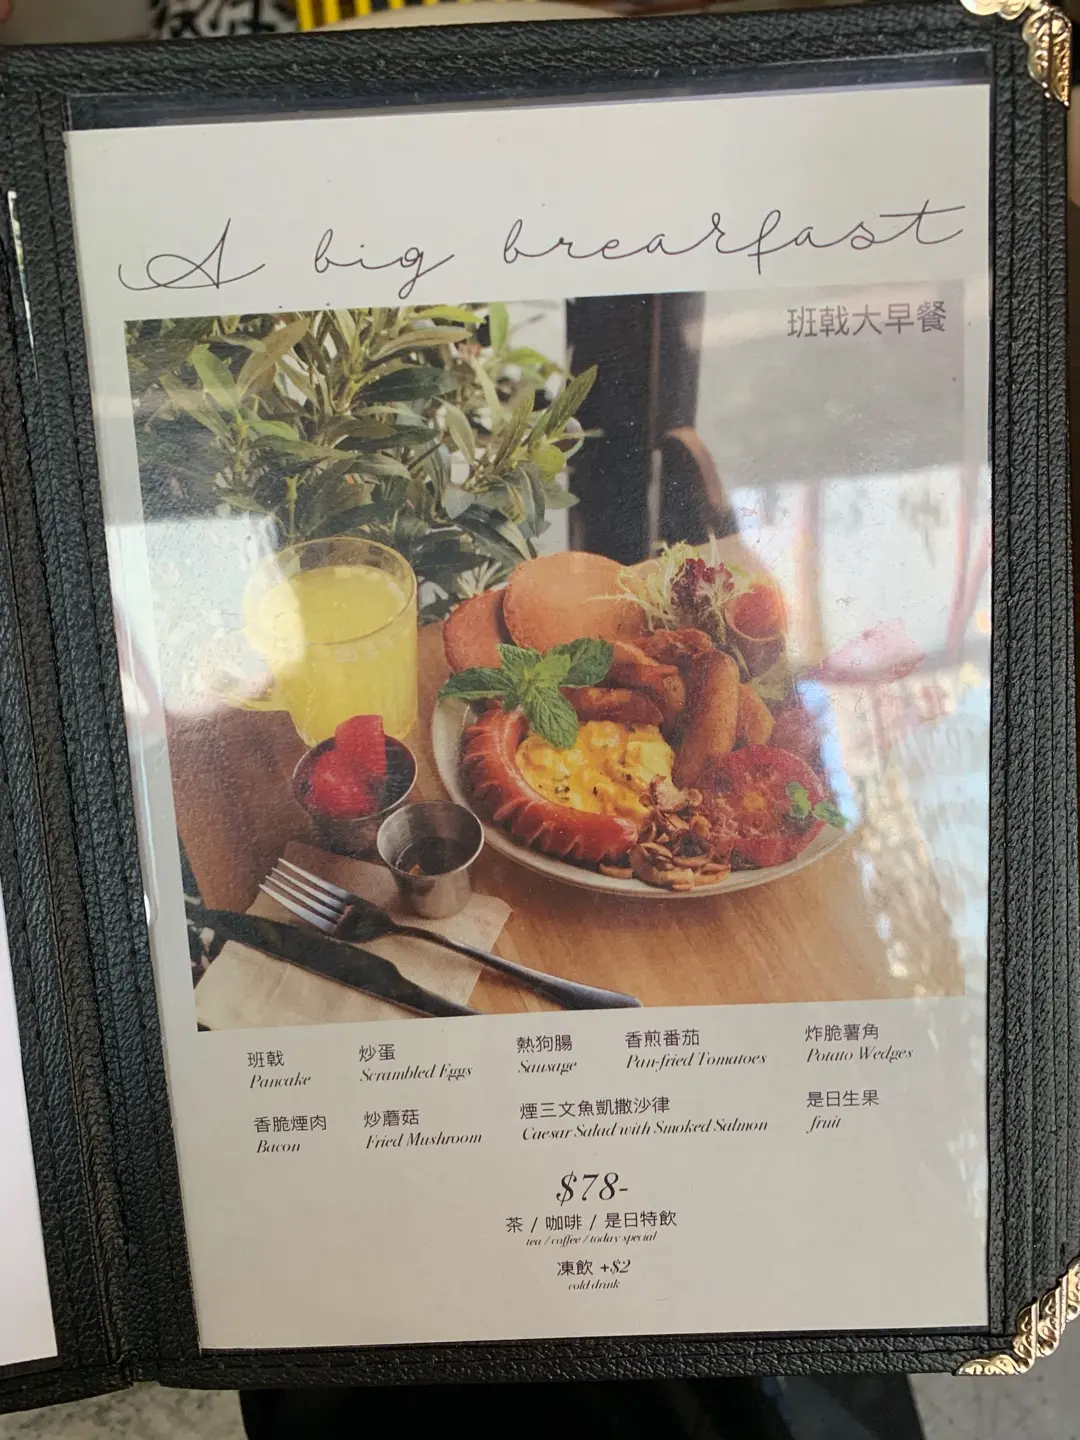 A big breakfast
班戟大早餐
班戟 炒蛋 熱狗腸 香煎番茄 炸脆薯角
Pancake Scrambled Eggs Sausage Pan-fried Tomatoes Potato Wedges
香脆煙肉 炒蘑菇 煙三文魚凱撒沙律 是日生果
Bacon Fried Mushroom Caesar Salad with Smoked Salmon fruit
$78-
茶 / 咖啡 / 是日特飲
tea / coffee / today special
凍飲 +$2
cold drink